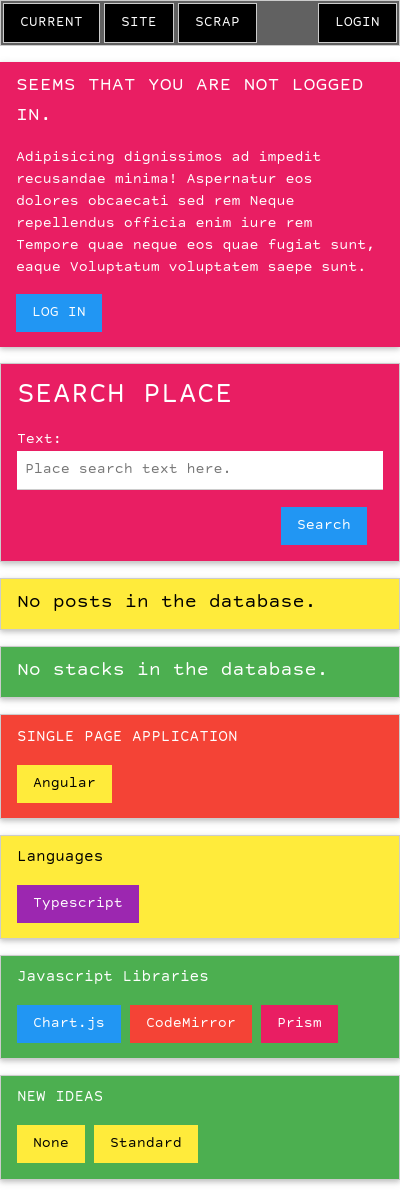 CURRENT SITE SCRAP LOGIN
SEEMS THAT YOU ARE NOT LOGGED
IN.
Adipisicing dignissimos ad impedit
recusandae minima! Aspernatur eos
dolores obcaecati sed rem Neque
repellendus officia enim iure rem
Tempore quae neque eos quae fugiat sunt,
eaque Voluptatum voluptatem saepe sunt.
LOG IN
SEARCH PLACE
Text:
Place search text here.
Search
No posts in the database.
No stacks in the database.
SINGLE PAGE APPLICATION
Angular
Languages
Typescript
Javascript Libraries
Chart.js CodeMirror Prism
NEW IDEAS
None Standard